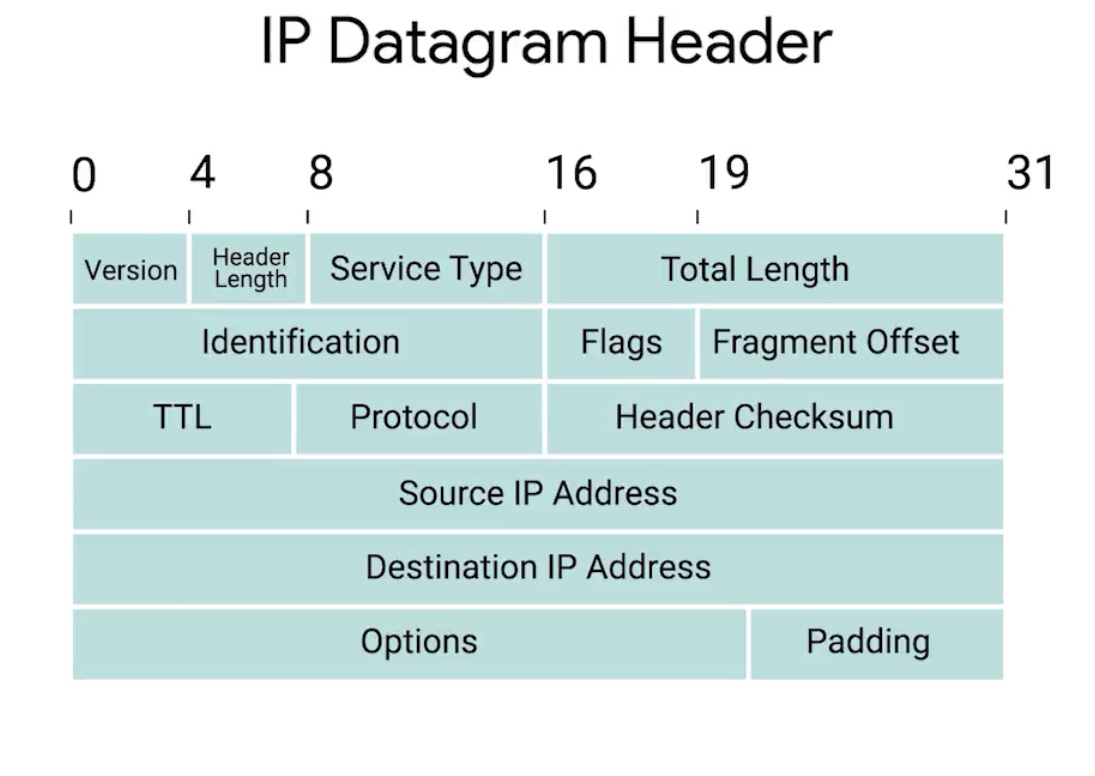 IP Datagram Header
0 4 8 16 19 31
Version Header Length Service Type Total Length
Identification Flags Fragment Offset
TTL Protocol Header Checksum
Source IP Address
Destination IP Address
Options Padding